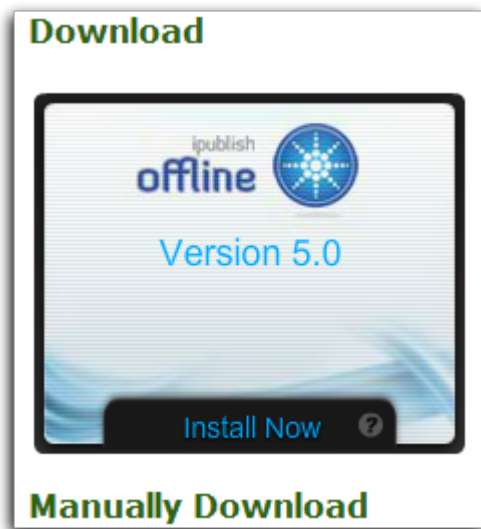 Download
ipublish
offline
Version 5.0
Install Now ?
Manually Download